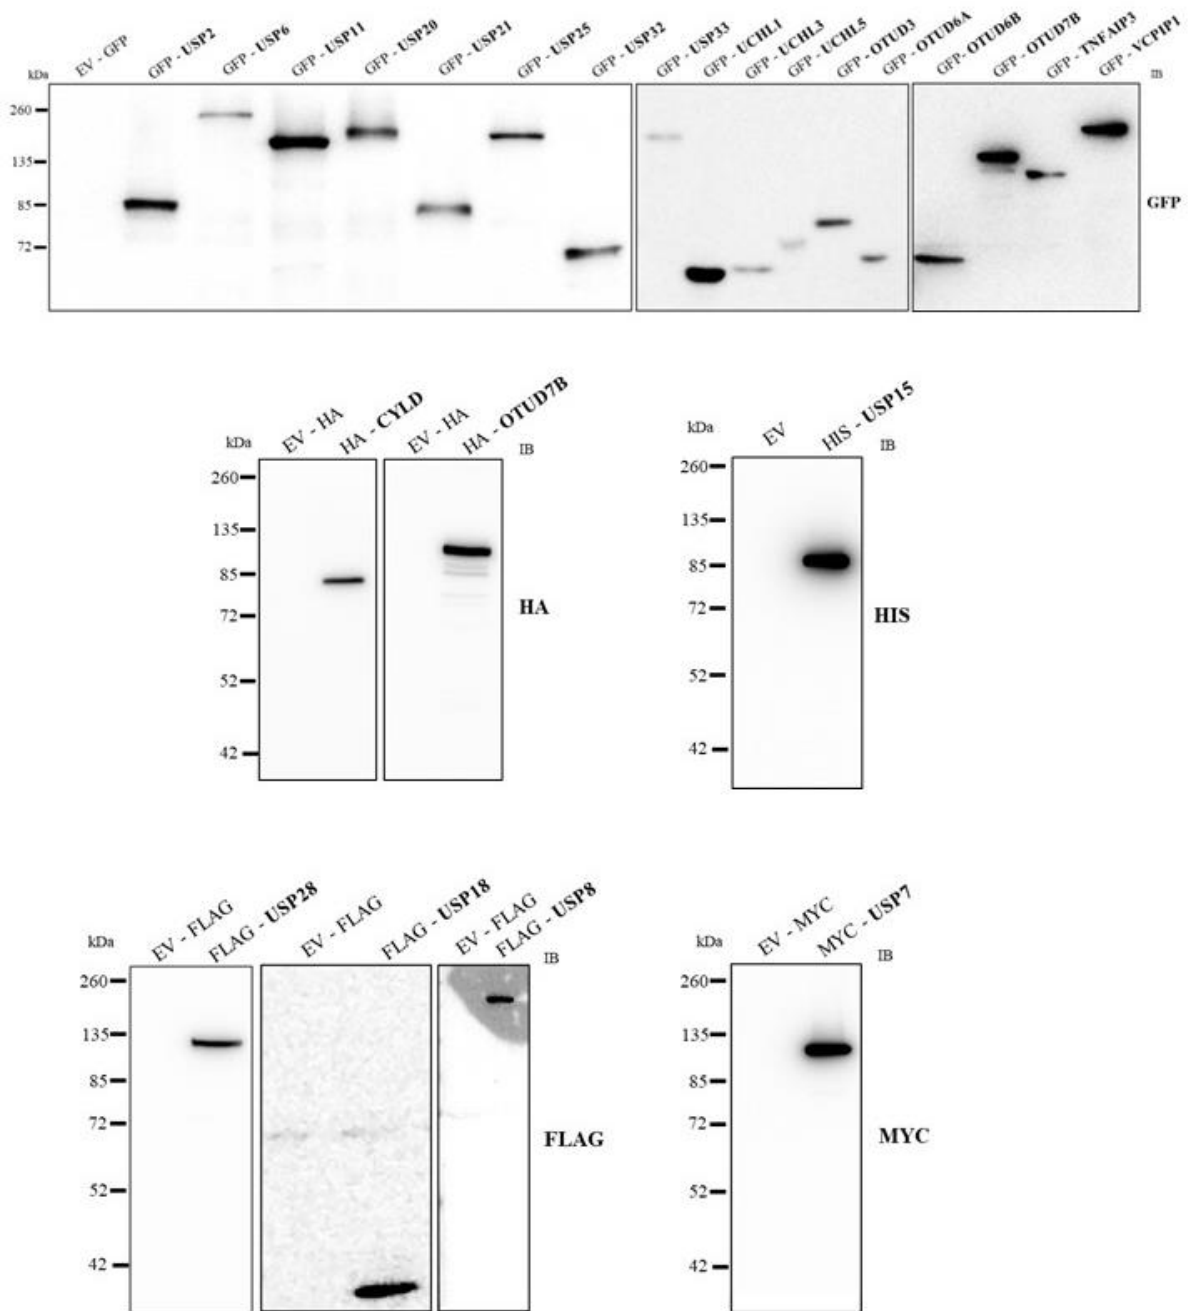 EV - GFP
GFP - USP2
GFP - USP6
GFP - USP11
GFP - USP20
GFP - USP21
GFP - USP25
GFP - USP32
GFP - USP33
GFP - UCHL1
GFP - UCHL3
GFP - UCHL5
GFP - OTUD3
GFP - OTUD6A
GFP - OTUD6B
GFP - OTUD7B
GFP - TNFAIP3
GFP - VCPIP1
kDa
IB
260
135
85
72
GFP
EV - HA
HA - CYLD
EV - HA
HA - OTUD7B
kDa
IB
260
135
85
72
52
42
HA
EV
HIS - USP15
kDa
IB
260
135
85
72
52
42
HIS
EV - FLAG
FLAG - USP28
EV - FLAG
FLAG - USP18
EV - FLAG
FLAG - USP8
kDa
IB
260
135
85
72
52
42
FLAG
EV - MYC
MYC - USP7
kDa
IB
260
135
85
72
52
42
MYC